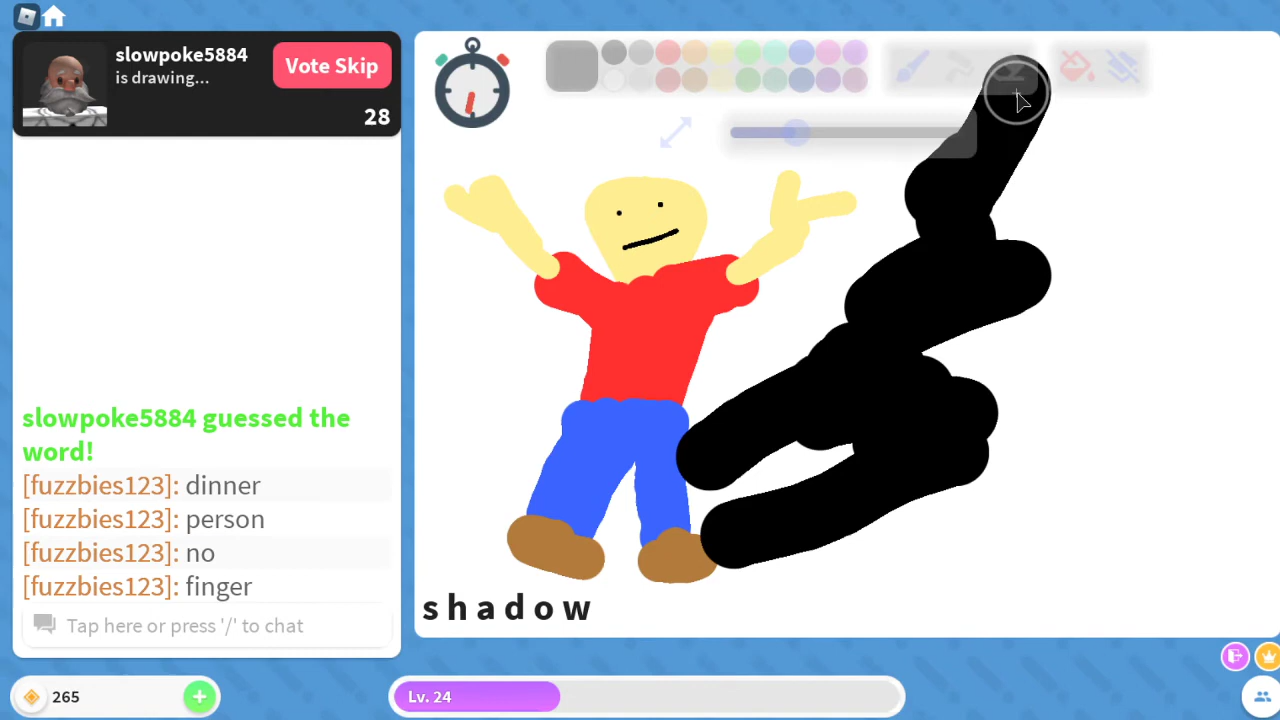 slowpoke5884
is drawing...
Vote Skip
28
slowpoke5884 guessed the
word!
[fuzzbies123]: dinner
[fuzzbies123]: person
[fuzzbies123]: no
[fuzzbies123]: finger
Tap here or press '/' to chat
shadow
265
Lv. 24